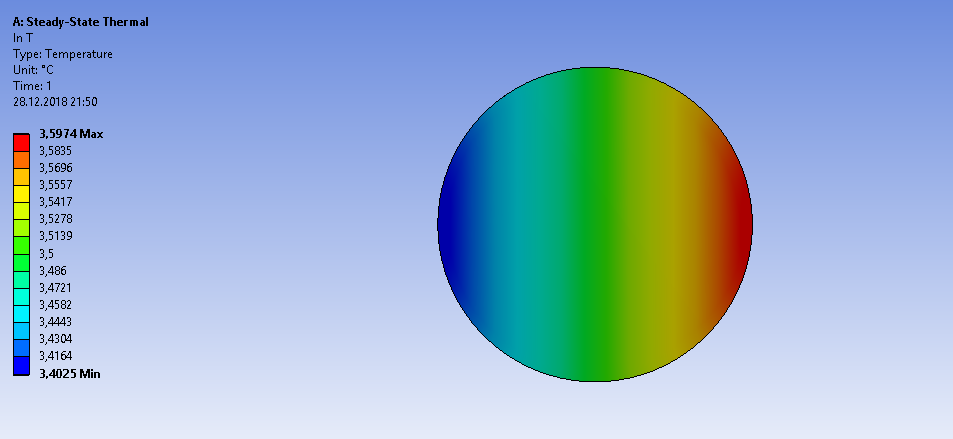 A: Steady-State Thermal
In T
Type: Temperature
Unit: °C
Time: 1
28.12.2018 21:50
3,5974 Max
3,5835
3,5696
3,5557
3,5417
3,5278
3,5139
3,5
3,486
3,4721
3,4582
3,4443
3,4304
3,4164
3,4025 Min